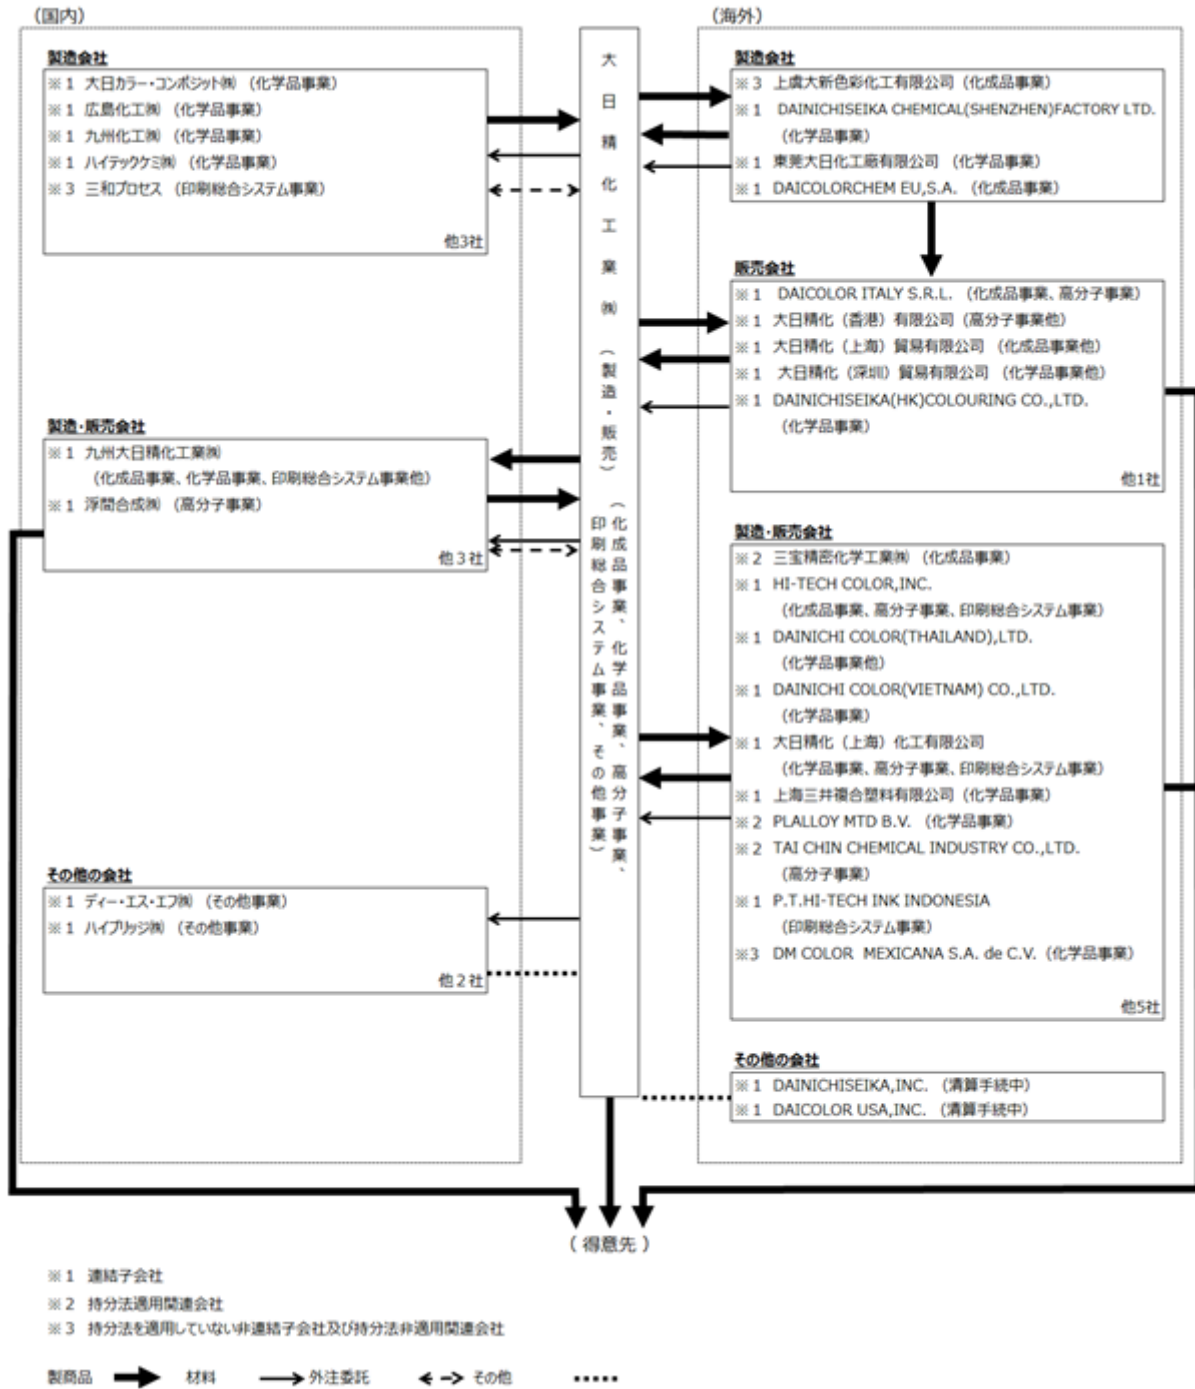 (国内)
製造会社
※1 大日カラー・コンポジット㈱ (化学品事業)
※1 広島化工㈱ (化学品事業)
※1 九州化工㈱ (化学品事業)
※1 ハイテックケミ㈱ (化学品事業)
※3 三和プロセス (印刷総合システム事業)
他3社
製造・販売会社
※1 九州大日精化工業㈱
(化成品事業、化学品事業、印刷総合システム事業他)
※1 浮間合成㈱ (高分子事業)
他3社
その他の会社
※1 ディー・エス・エフ㈱ (その他事業)
※1 ハイブリッジ㈱ (その他事業)
他2社
大日精化工業㈱ (製造・販売)
(化成品事業、化学品事業、高分子事業、
印刷総合システム事業、その他事業)
(海外)
製造会社
※3 上虞大新色彩化工有限公司 (化成品事業)
※1 DAINICHISEIKA CHEMICAL(SHENZHEN)FACTORY LTD.
(化学品事業)
※1 東莞大日化工廠有限公司 (化学品事業)
※1 DAICOLORCHEM EU,S.A. (化成品事業)
販売会社
※1 DAICOLOR ITALY S.R.L. (化成品事業、高分子事業)
※1 大日精化(香港)有限公司 (高分子事業他)
※1 大日精化(上海)貿易有限公司 (化成品事業他)
※1 大日精化(深圳)貿易有限公司 (化学品事業他)
※1 DAINICHISEIKA(HK)COLOURING CO.,LTD.
(化学品事業)
他1社
製造・販売会社
※2 三宝精密化学工業㈱ (化成品事業)
※1 HI-TECH COLOR,INC.
(化成品事業、高分子事業、印刷総合システム事業)
※1 DAINICHI COLOR(THAILAND),LTD.
(化学品事業他)
※1 DAINICHI COLOR(VIETNAM) CO.,LTD.
(化学品事業)
※1 大日精化(上海)化工有限公司
(化学品事業、高分子事業、印刷総合システム事業)
※1 上海三井複合塑料有限公司 (化学品事業)
※2 PLALLOY MTD B.V. (化学品事業)
※2 TAI CHIN CHEMICAL INDUSTRY CO.,LTD.
(高分子事業)
※1 P.T.HI-TECH INK INDONESIA
(印刷総合システム事業)
※3 DM COLOR MEXICANA S.A. de C.V. (化学品事業)
他5社
その他の会社
※1 DAINICHISEIKA,INC. (清算手続中)
※1 DAICOLOR USA,INC. (清算手続中)
(得意先)
※1 連結子会社
※2 持分法適用関連会社
※3 持分法を適用していない非連結子会社及び持分法非適用関連会社
製商品 材料 外注委託 その他